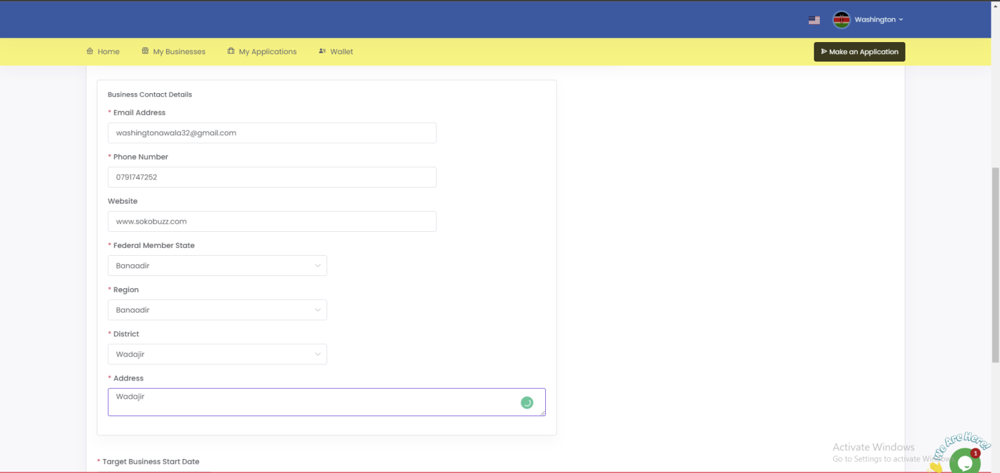 Washington
Home My Businesses My Applications Wallet Make an Application
Business Contact Details
* Email Address
washingtonawala32@gmail.com
* Phone Number
0791747252
Website
www.sokobuzz.com
* Federal Member State
Banaadir
* Region
Banaadir
* District
Wadajir
* Address
Wadajir
* Target Business Start Date
Activate Windows
Go to Settings to activate Windows.
We Are Here!
1